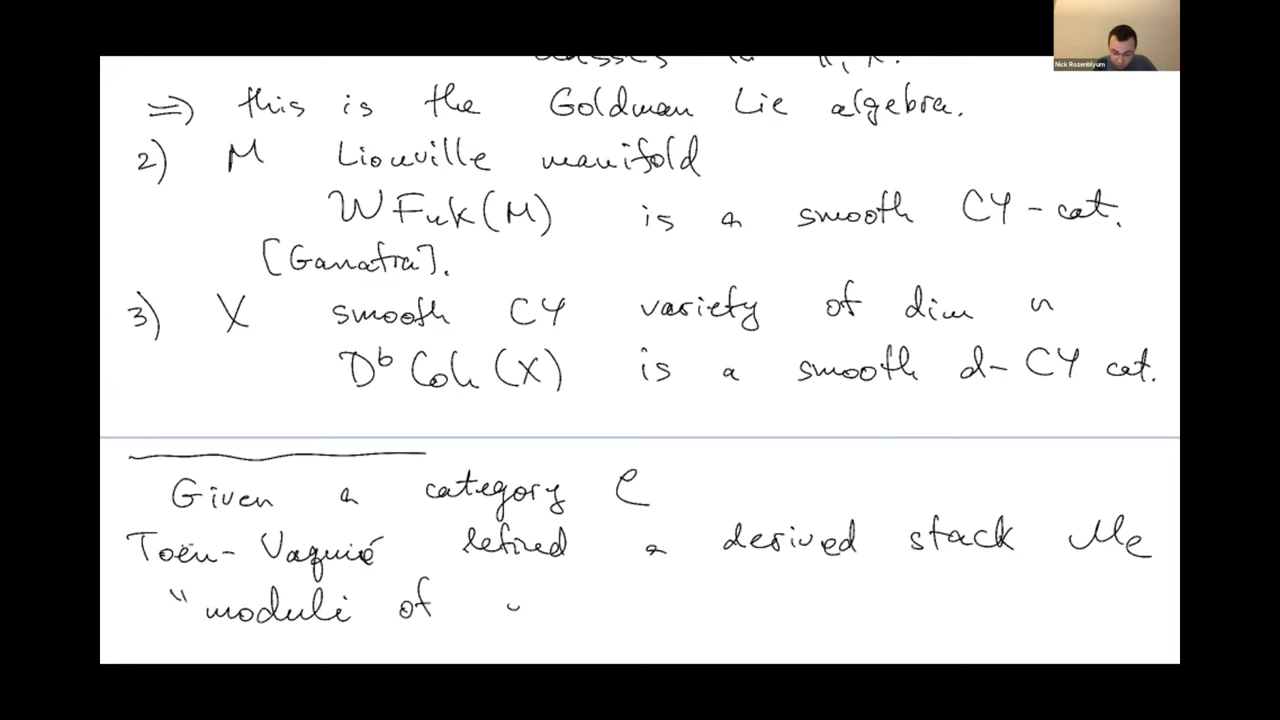 Nick Rozenblyum
⇒ this is the Goldman Lie algebra.
2) M Liouville manifold
WFuk(M) is a smooth CY-cat.
[Ganatra].
3) X smooth CY variety of dim n
D^b Coh(X) is a smooth d-CY cat.
Given a category C
Toën-Vaquié defined a derived stack M_C
"moduli of